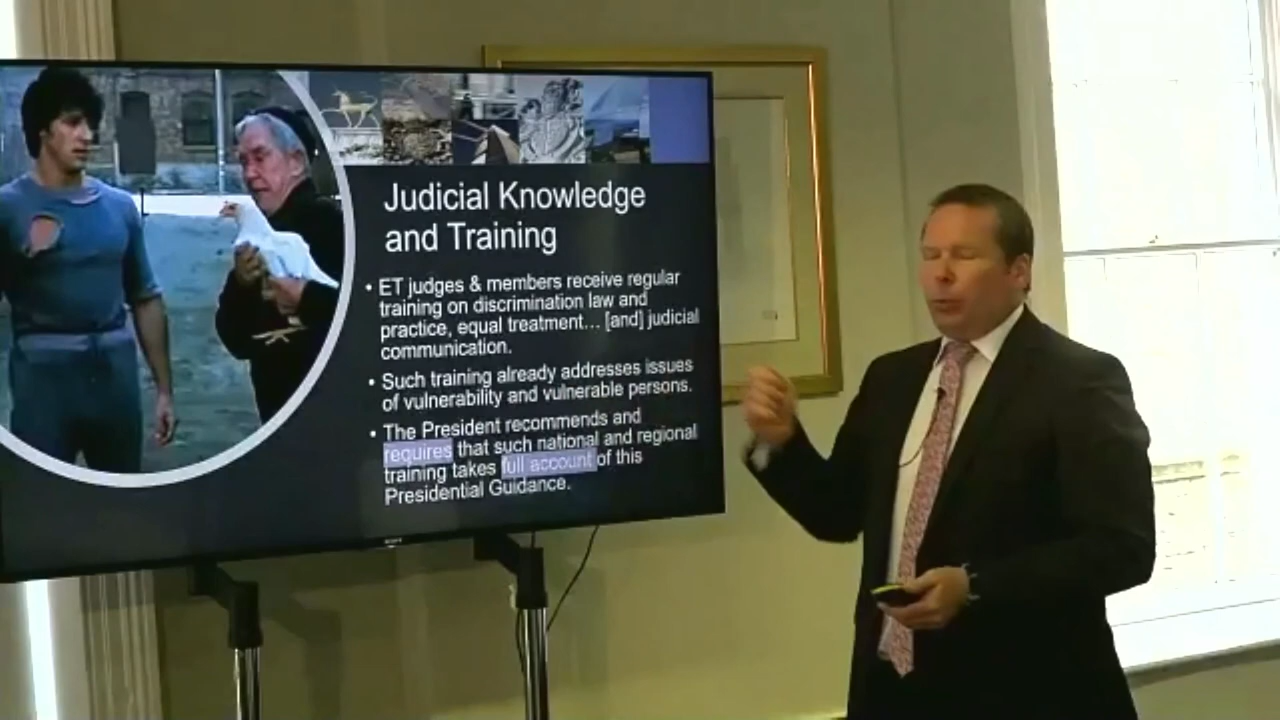 Judicial Knowledge
and Training
• ET judges & members receive regular
training on discrimination law and
practice, equal treatment... [and] judicial
communication.
• Such training already addresses issues
of vulnerability and vulnerable persons.
• The President recommends and
requires that such national and regional
training takes full account of this
Presidential Guidance.
SONY